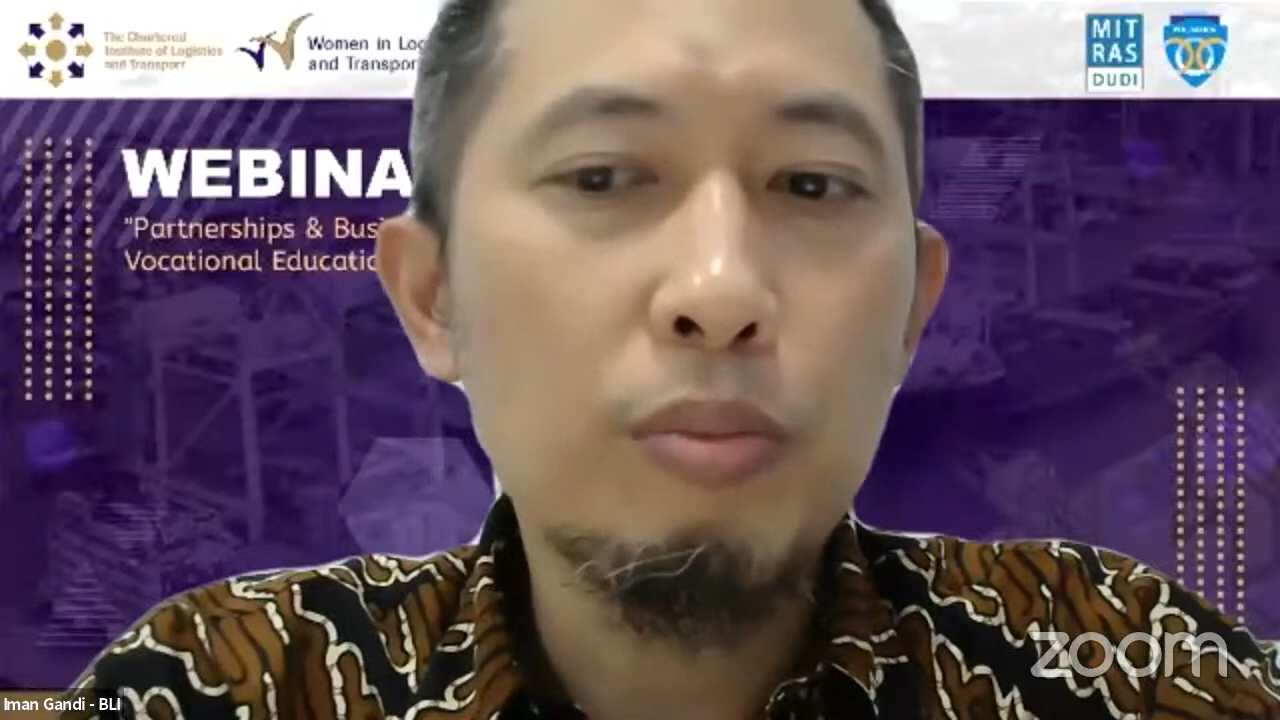 The Chartered
Institute of Logistics
and Transport
Women in Log
and Transpor
MIT
RAS
DUDI
WEBINA
"Partnerships & Busi
Vocational Educatio
zoom
Iman Gandi - BLI